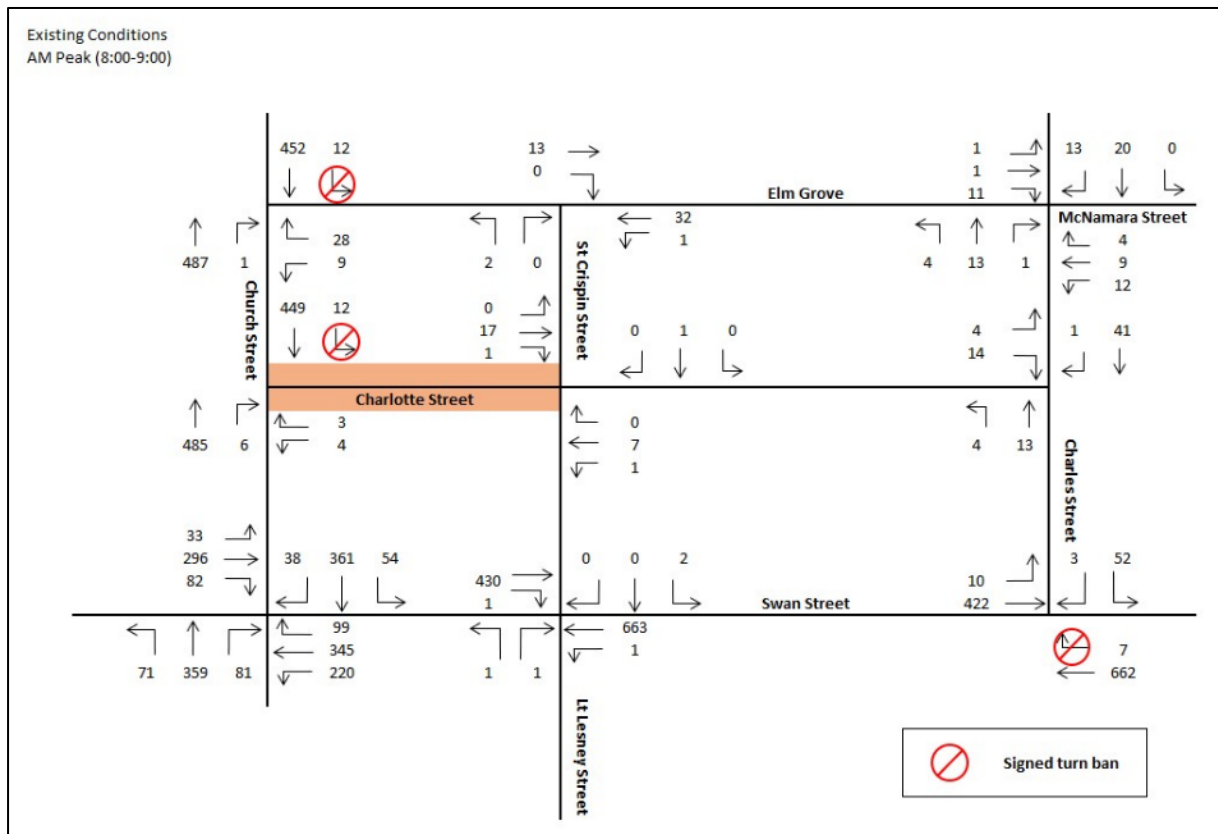 Existing Conditions
AM Peak (8:00-9:00)
452 12
13
0
1
1
11
13 20 0
Elm Grove
McNamara Street
487 1
28
9
2 0
St Crispin Street
32
1
4 13 1
4
9
12
Church Street
449 12
0
17
1
0 1 0
4
14
1 41
Charlotte Street
485 6
3
4
0
7
1
4 13
Charles Street
33
296
82
38 361 54
430
1
0 0 2
10
422
3 52
Swan Street
71 359 81
99
345
220
1 1
663
1
7
662
Lt Lesney Street
Signed turn ban